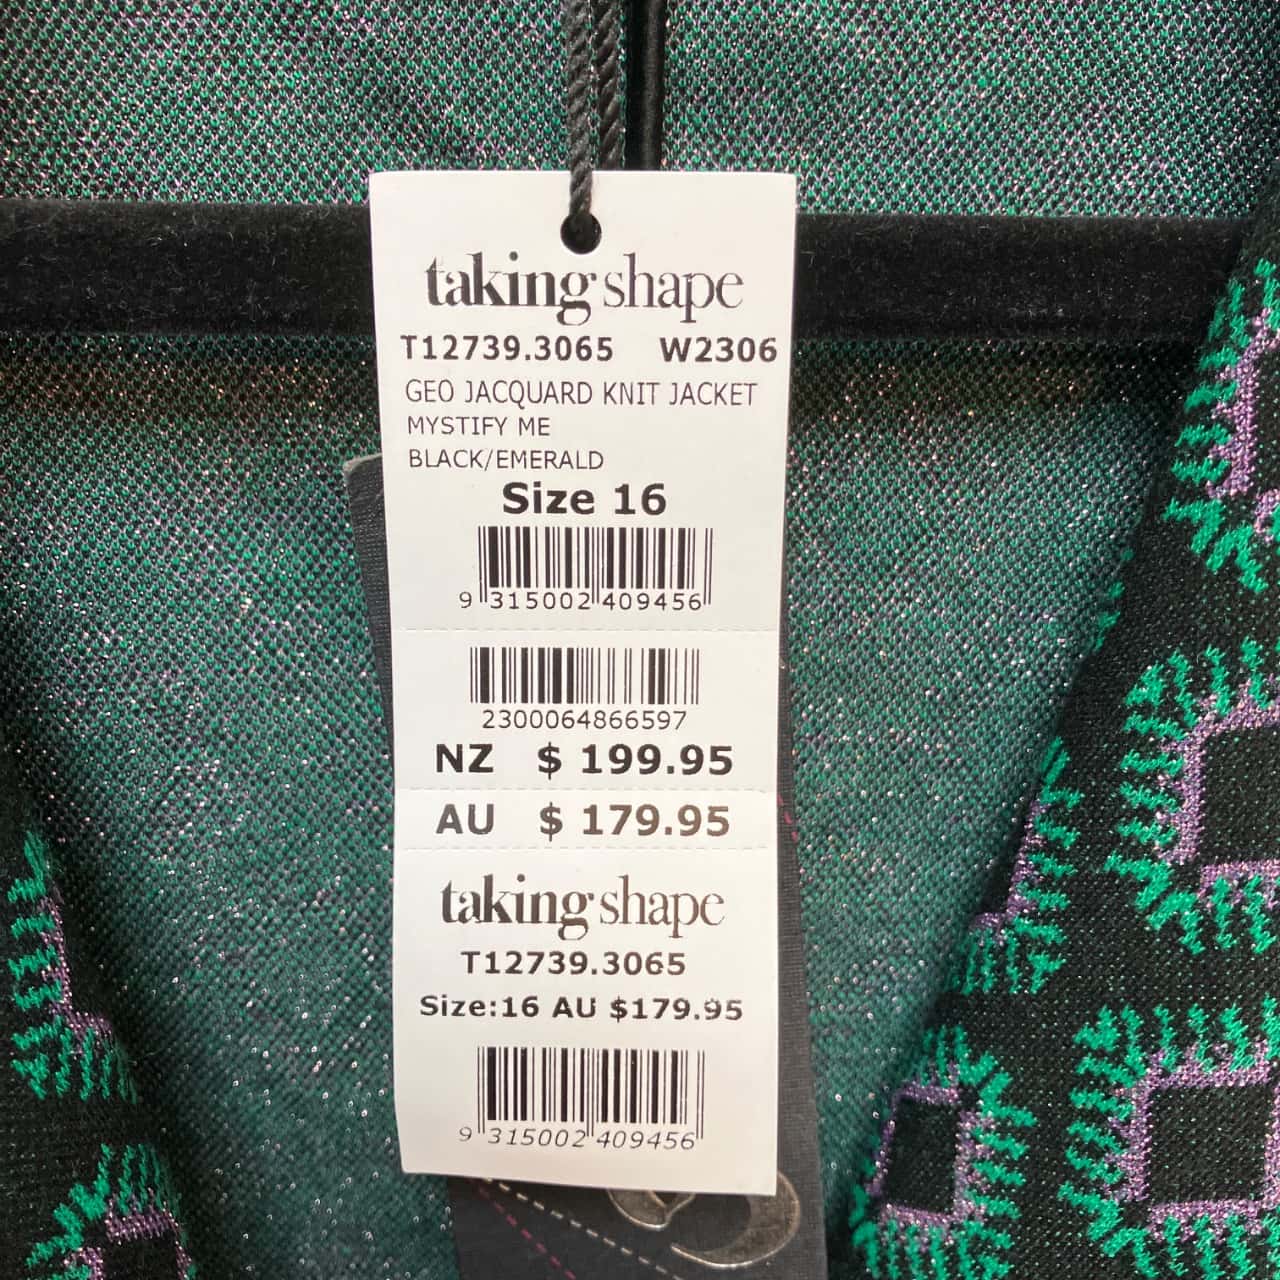 taking shape
T12739.3065 W2306
GEO JACQUARD KNIT JACKET
MYSTIFY ME
BLACK/EMERALD
Size 16
9 315002 409456
2300064866597
NZ $ 199.95
AU $ 179.95
taking shape
T12739.3065
Size:16 AU $179.95
9 315002 409456